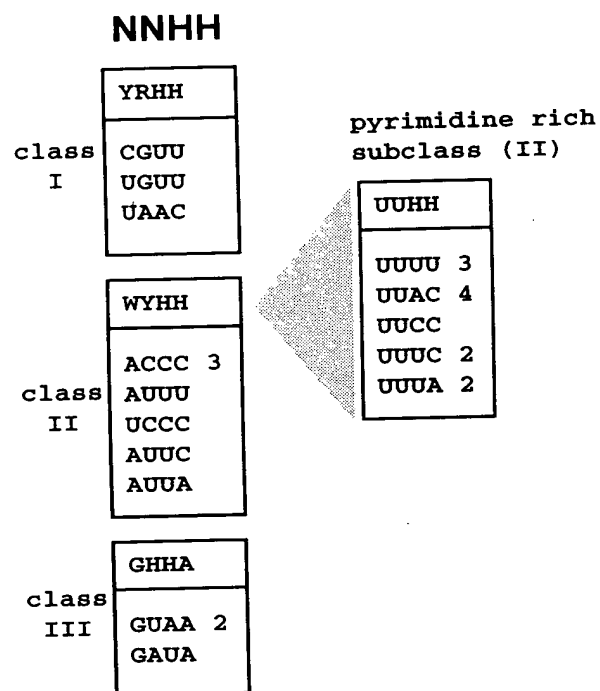 NNHH
class
I
YRHH
CGUU
UGUU
UAAC
class
II
WYHH
ACCC 3
AUUU
UCCC
AUUC
AUUA
pyrimidine rich
subclass (II)
UUHH
UUUU 3
UUAC 4
UUCC
UUUC 2
UUUA 2
class
III
GHHA
GUAA 2
GAUA